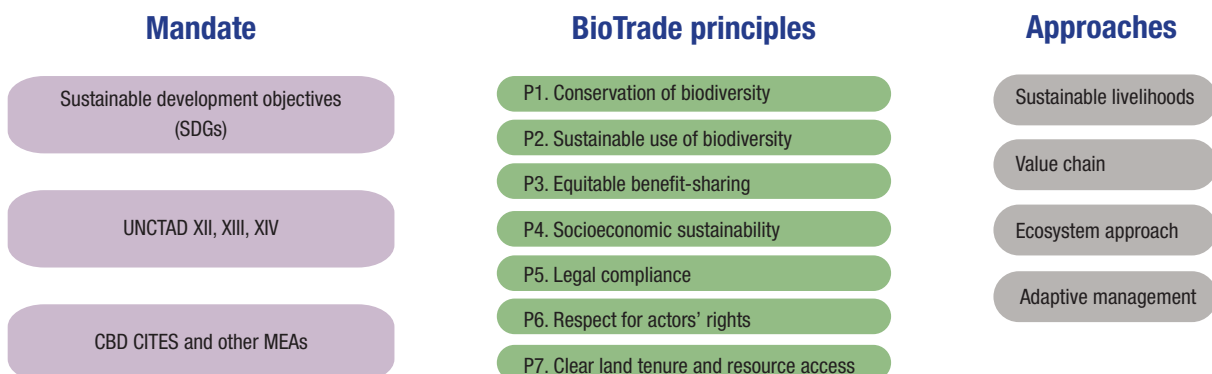 Mandate
Sustainable development objectives
(SDGs)
UNCTAD XII, XIII, XIV
CBD CITES and other MEAs
BioTrade principles
P1. Conservation of biodiversity
P2. Sustainable use of biodiversity
P3. Equitable benefit-sharing
P4. Socioeconomic sustainability
P5. Legal compliance
P6. Respect for actors’ rights
P7. Clear land tenure and resource access
Approaches
Sustainable livelihoods
Value chain
Ecosystem approach
Adaptive management